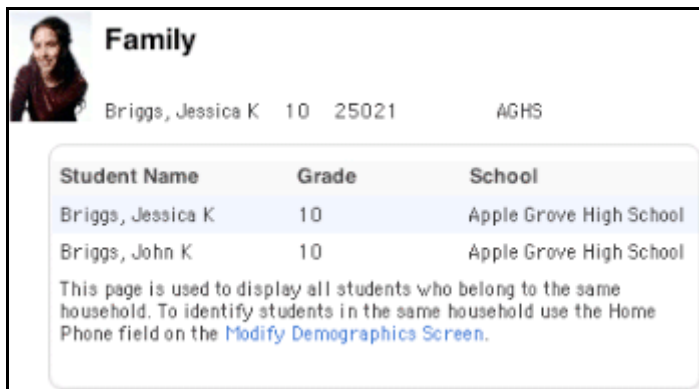 Family
Briggs, Jessica K 10 25021 AGHS
Student Name Grade School
Briggs, Jessica K 10 Apple Grove High School
Briggs, John K 10 Apple Grove High School
This page is used to display all students who belong to the same
household. To identify students in the same household use the Home
Phone field on the Modify Demographics Screen.